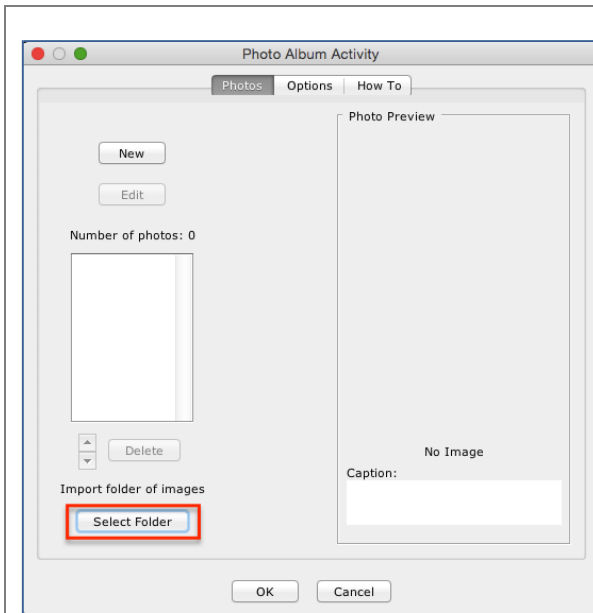 Photo Album Activity
Photos Options How To
Photo Preview
New
Edit
Number of photos: 0
Delete
No Image
Caption:
Import folder of images
Select Folder
OK Cancel